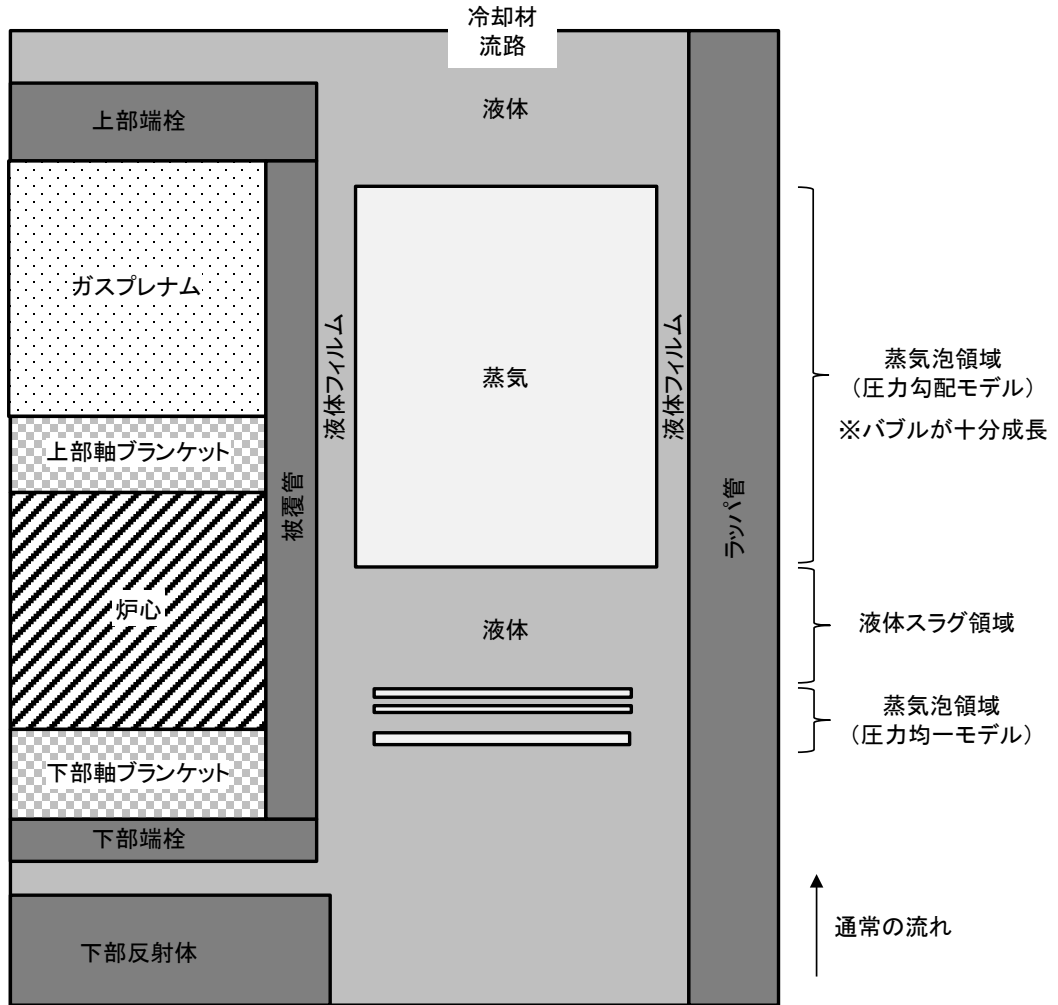 冷却材
流路
液体
上部端栓
ガスプレナム
液体フィルム
蒸気
液体フィルム
蒸気泡領域
（圧力勾配モデル）
※バブルが十分成長
上部軸ブランケット
被覆管
ラッパ管
炉心
液体
液体スラグ領域
蒸気泡領域
（圧力均一モデル）
下部軸ブランケット
下部端栓
通常の流れ
下部反射体